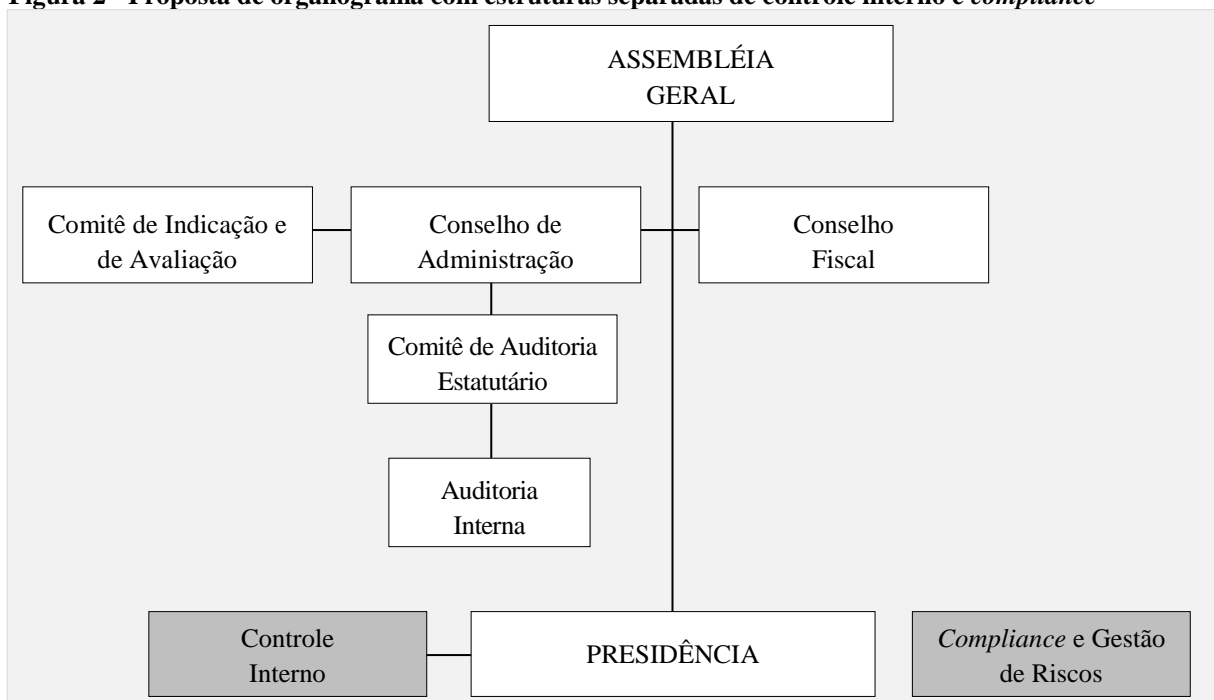 Figura 2 - Proposta de organograma com estruturas separadas de controle interno e compliance
ASSEMBLÉIA
GERAL
Comitê de Indicação e
de Avaliação
Conselho de
Administração
Conselho
Fiscal
Comitê de Auditoria
Estatutário
Auditoria
Interna
Controle
Interno
PRESIDÊNCIA
Compliance e Gestão
de Riscos